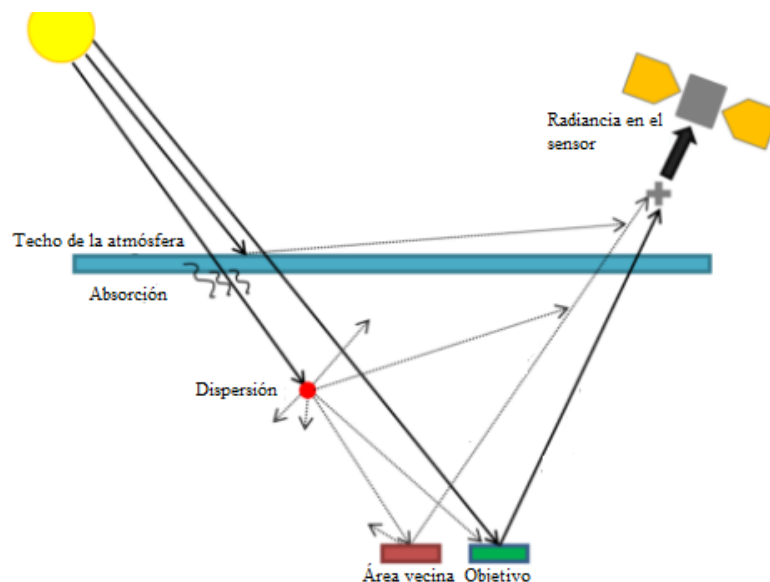 Radiancia en el
sensor
Techo de la atmósfera
Absorción
Dispersión
Área vecina
Objetivo